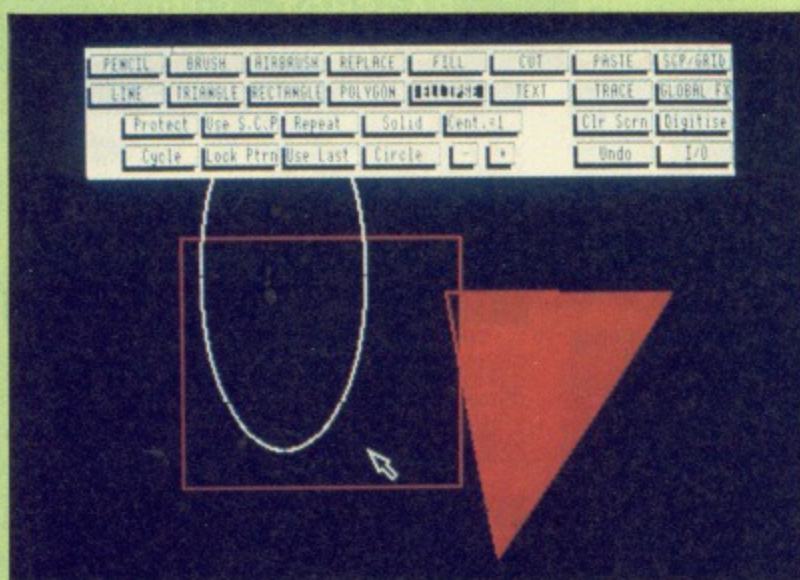 PENCIL BRUSH AIRBRUSH REPLACE FILL CUT PASTE SCP/GRID
LINE TRIANGLE RECTANGLE POLYGON ELLIPSE TEXT TRACE GLOBAL FX
Protect Use S.C.P Repeat Solid Cent.=1 Clr Scrn Digitise
Cycle Lock Ptrn Use Last Circle - + Undo I/O